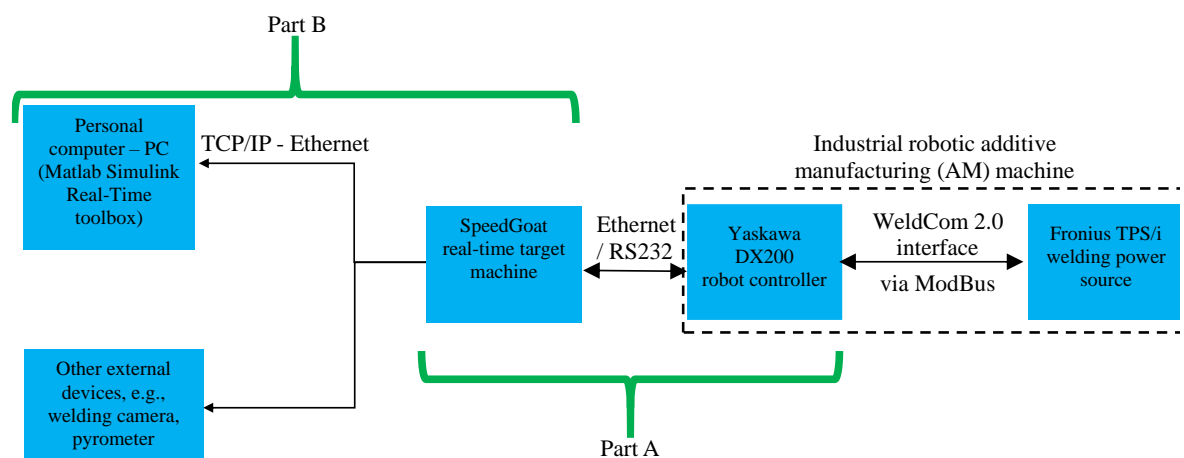 Part B
Personal
computer – PC
(Matlab Simulink
Real-Time
toolbox)
TCP/IP - Ethernet
SpeedGoat
real-time target
machine
Ethernet
/ RS232
Industrial robotic additive
manufacturing (AM) machine
Yaskawa
DX200
robot controller
WeldCom 2.0
interface
via ModBus
Fronius TPS/i
welding power
source
Other external
devices, e.g.,
welding camera,
pyrometer
Part A